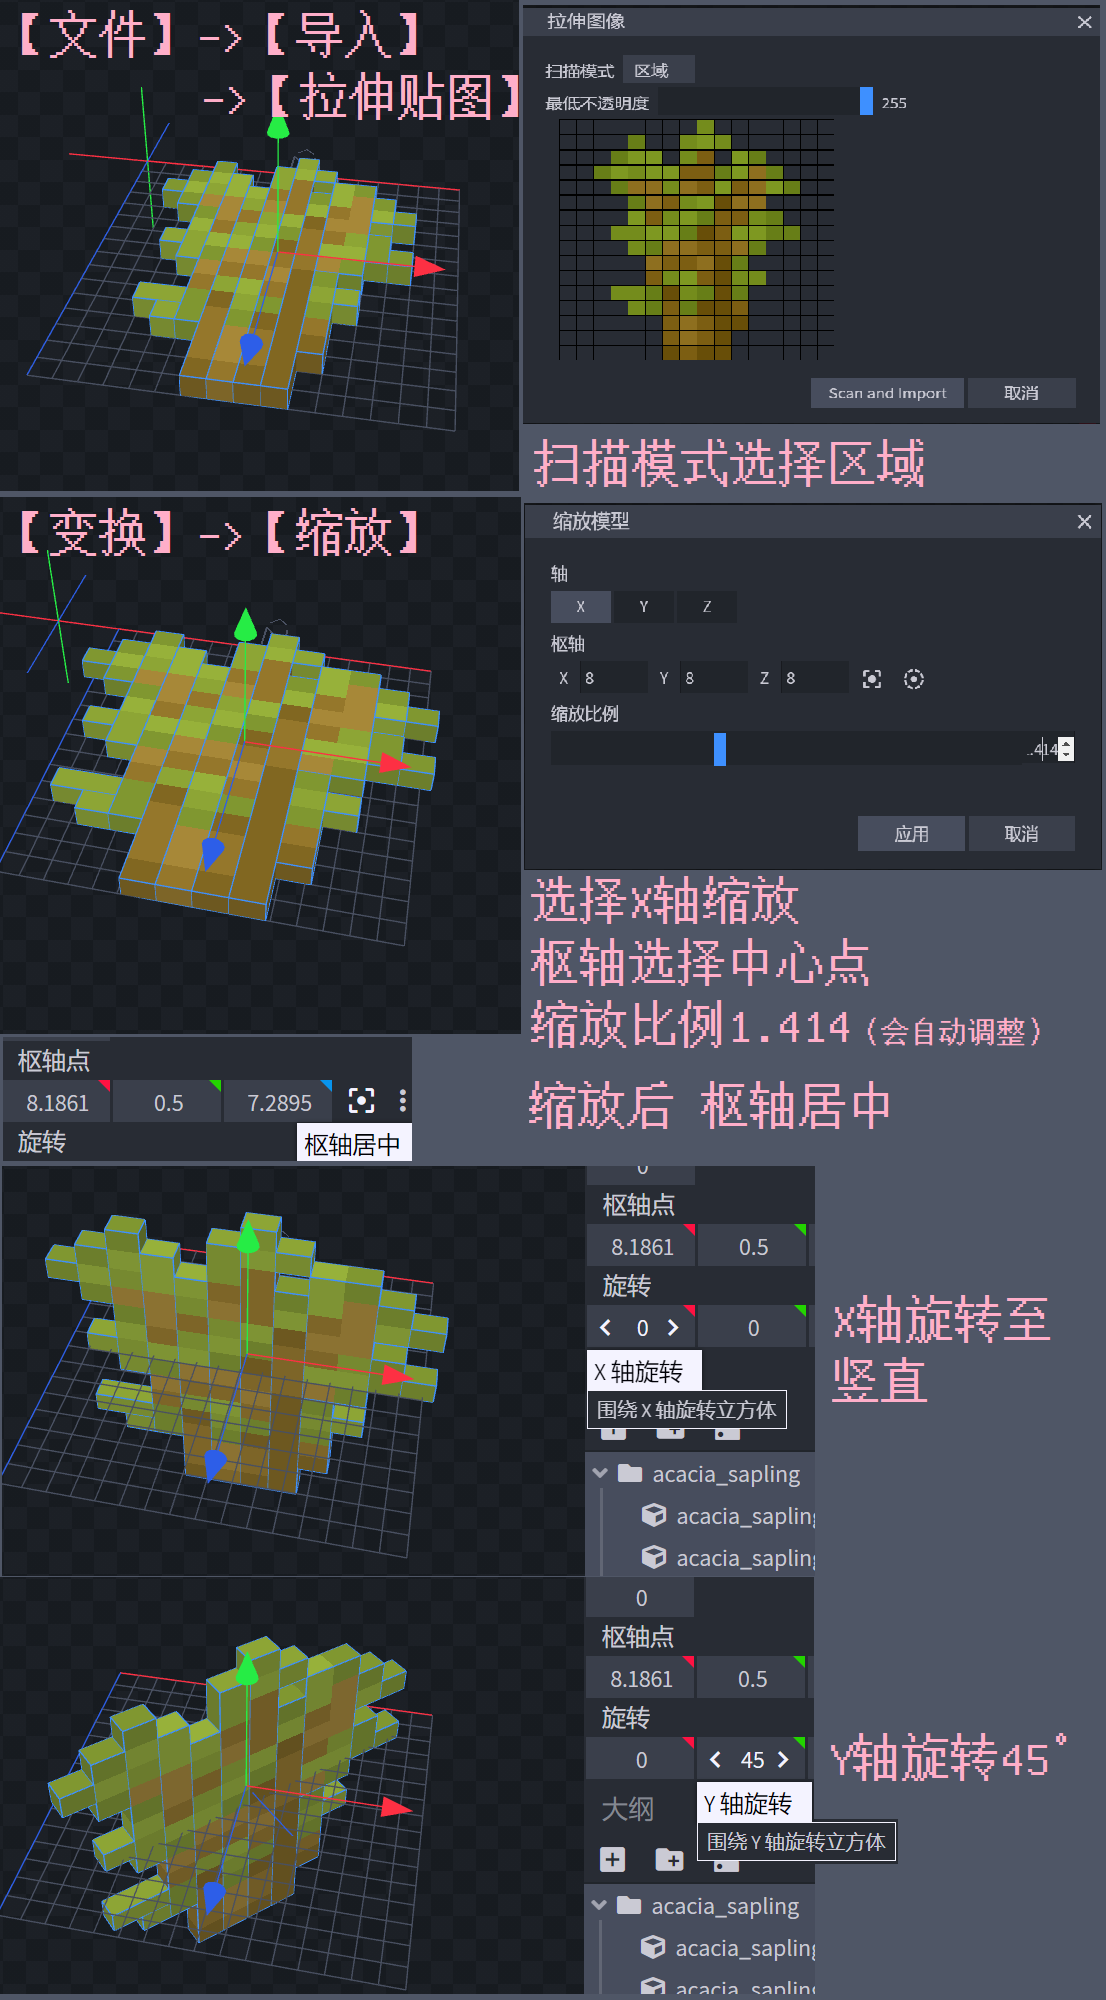 【文件】->【导入】
->【拉伸贴图】
拉伸图像
扫描模式 区域
最低不透明度 255
Scan and Import 取消
扫描模式选择区域
【变换】->【缩放】
缩放模型
轴
X Y Z
枢轴
X 8 Y 8 Z 8
缩放比例
.414
应用 取消
选择X轴缩放
枢轴选择中心点
缩放比例1.414(会自动调整)
缩放后 枢轴居中
枢轴点
8.1861 0.5 7.2895
旋转
枢轴居中
0
枢轴点
8.1861 0.5
旋转
0 0
X 轴旋转
围绕 X 轴旋转立方体
acacia_sapling
acacia_sapling
acacia_sapling
X轴旋转至
竖直
0
枢轴点
8.1861 0.5
旋转
0 45
大纲
Y 轴旋转
围绕 Y 轴旋转立方体
acacia_sapling
acacia_sapling
acacia_sapling
Y轴旋转45°